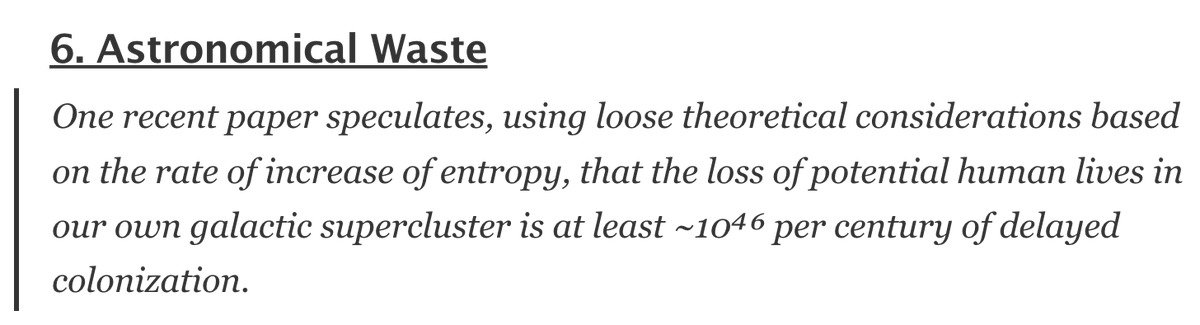 6. Astronomical Waste
One recent paper speculates, using loose theoretical considerations based
on the rate of increase of entropy, that the loss of potential human lives in
our own galactic supercluster is at least ~10⁴⁶ per century of delayed
colonization.